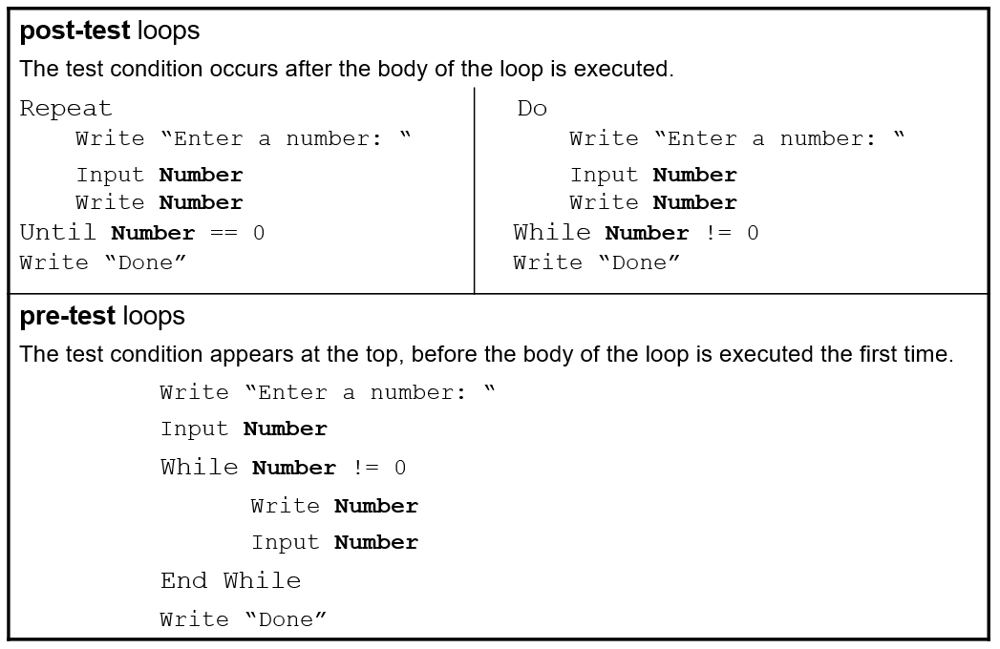 post-test loops
The test condition occurs after the body of the loop is executed.
Repeat
Write “Enter a number: “
Input Number
Write Number
Until Number == 0
Write “Done”
Do
Write “Enter a number: “
Input Number
Write Number
While Number != 0
Write “Done”
pre-test loops
The test condition appears at the top, before the body of the loop is executed the first time.
Write “Enter a number: “
Input Number
While Number != 0
Write Number
Input Number
End While
Write “Done”